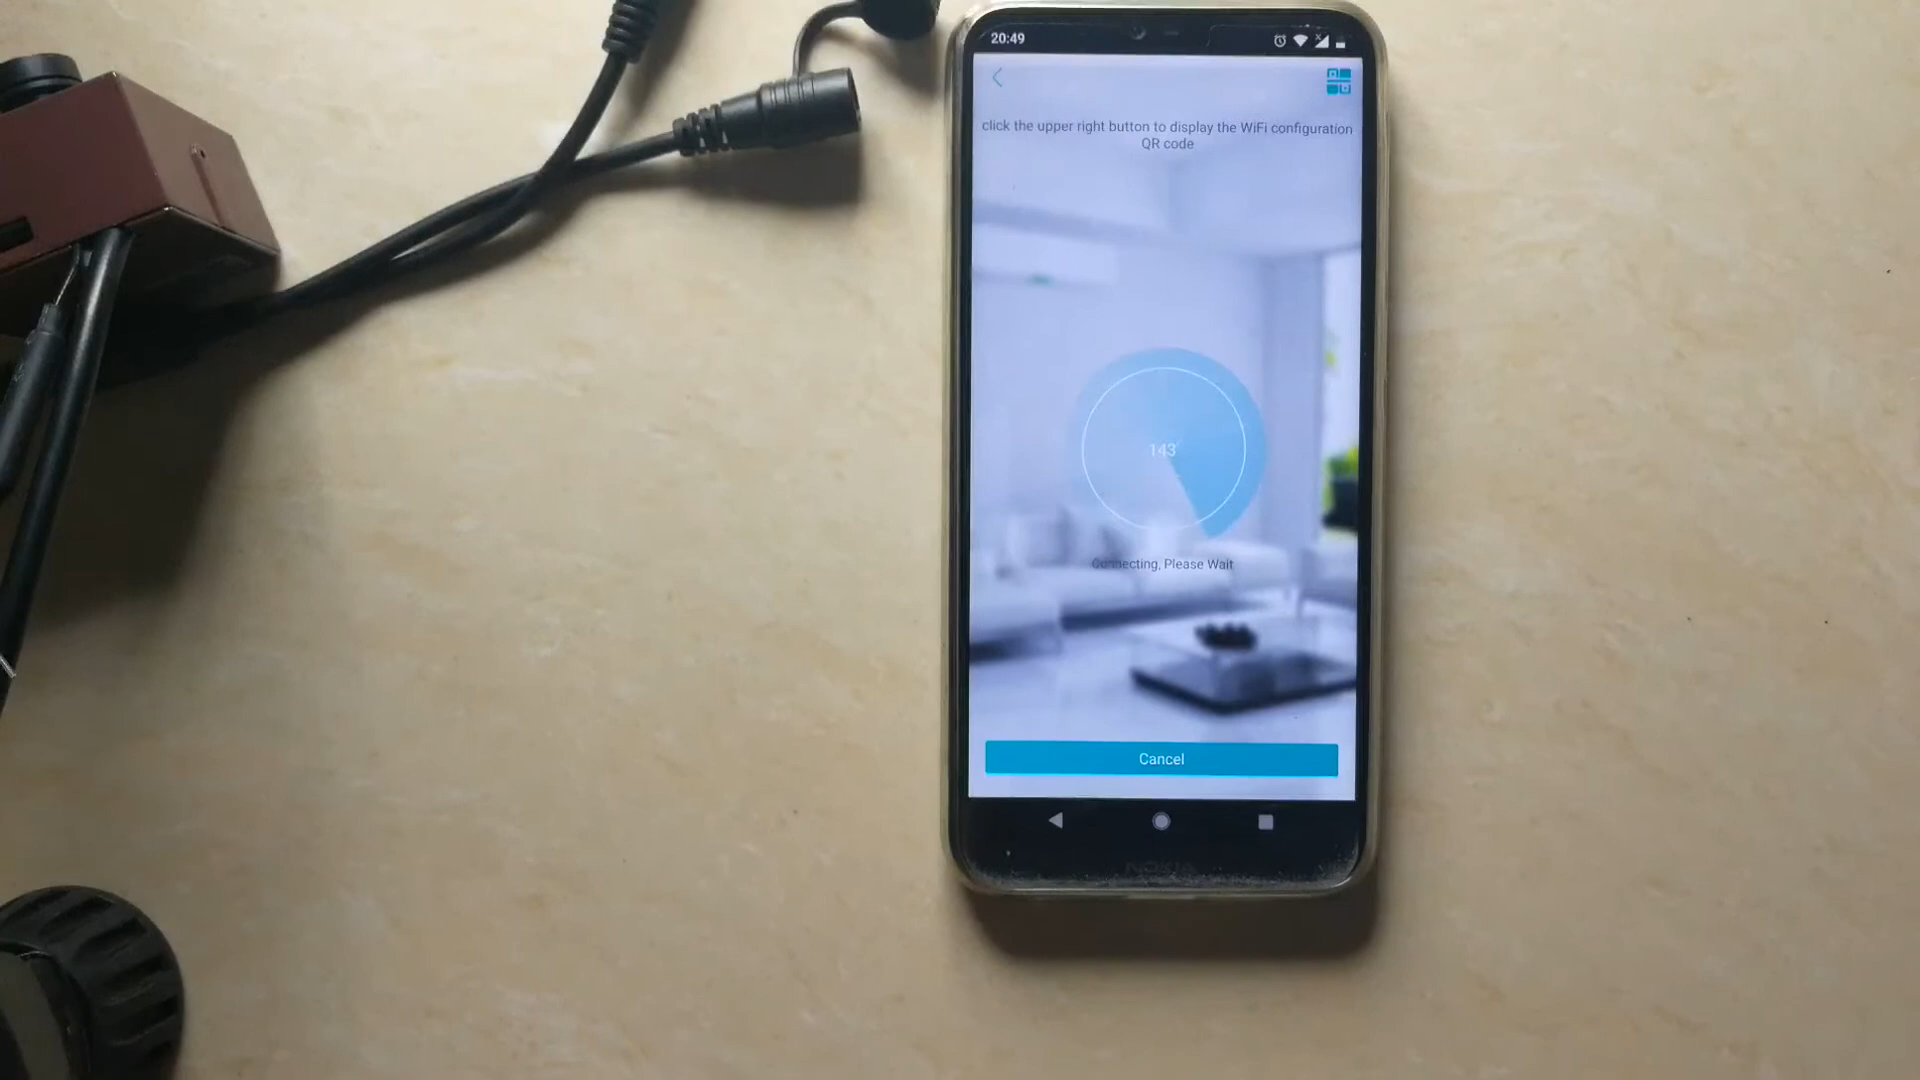 20:49
click the upper right button to display the WiFi configuration
QR code
143
Connecting, Please Wait
Cancel
NOKIA